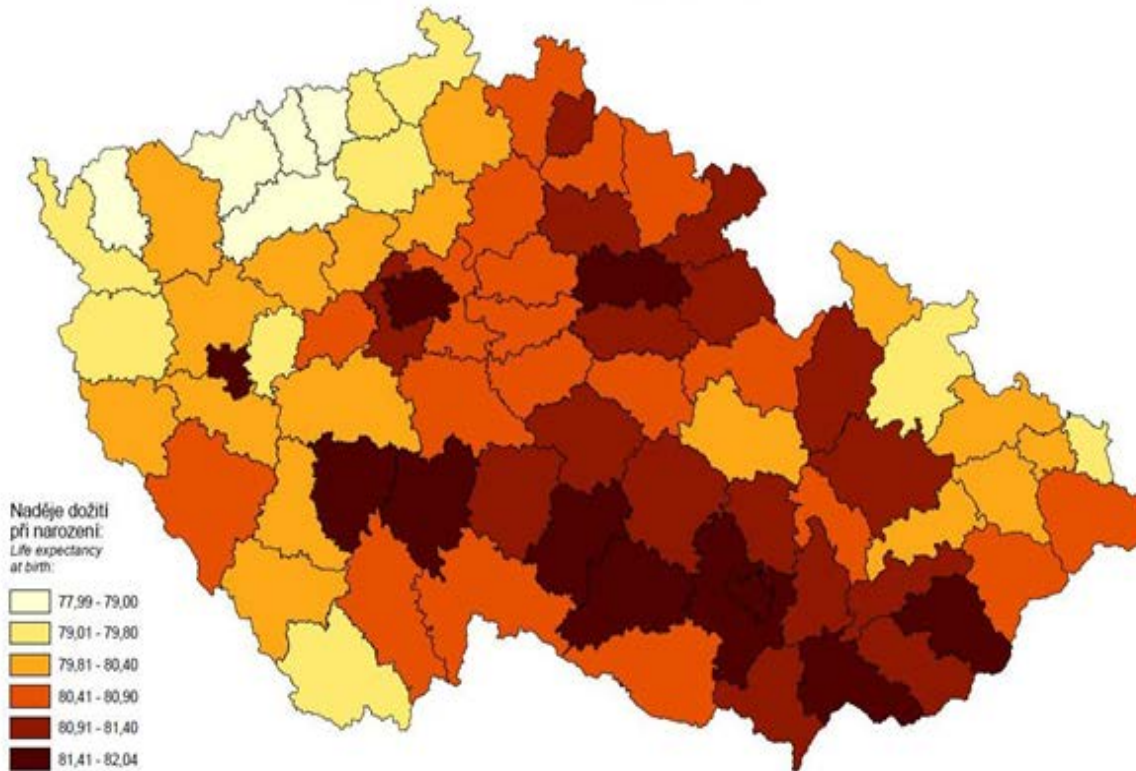 Naděje dožití
při narození:
Life expectancy
at birth:
77,99 - 79,00
79,01 - 79,80
79,81 - 80,40
80,41 - 80,90
80,91 - 81,40
81,41 - 82,04